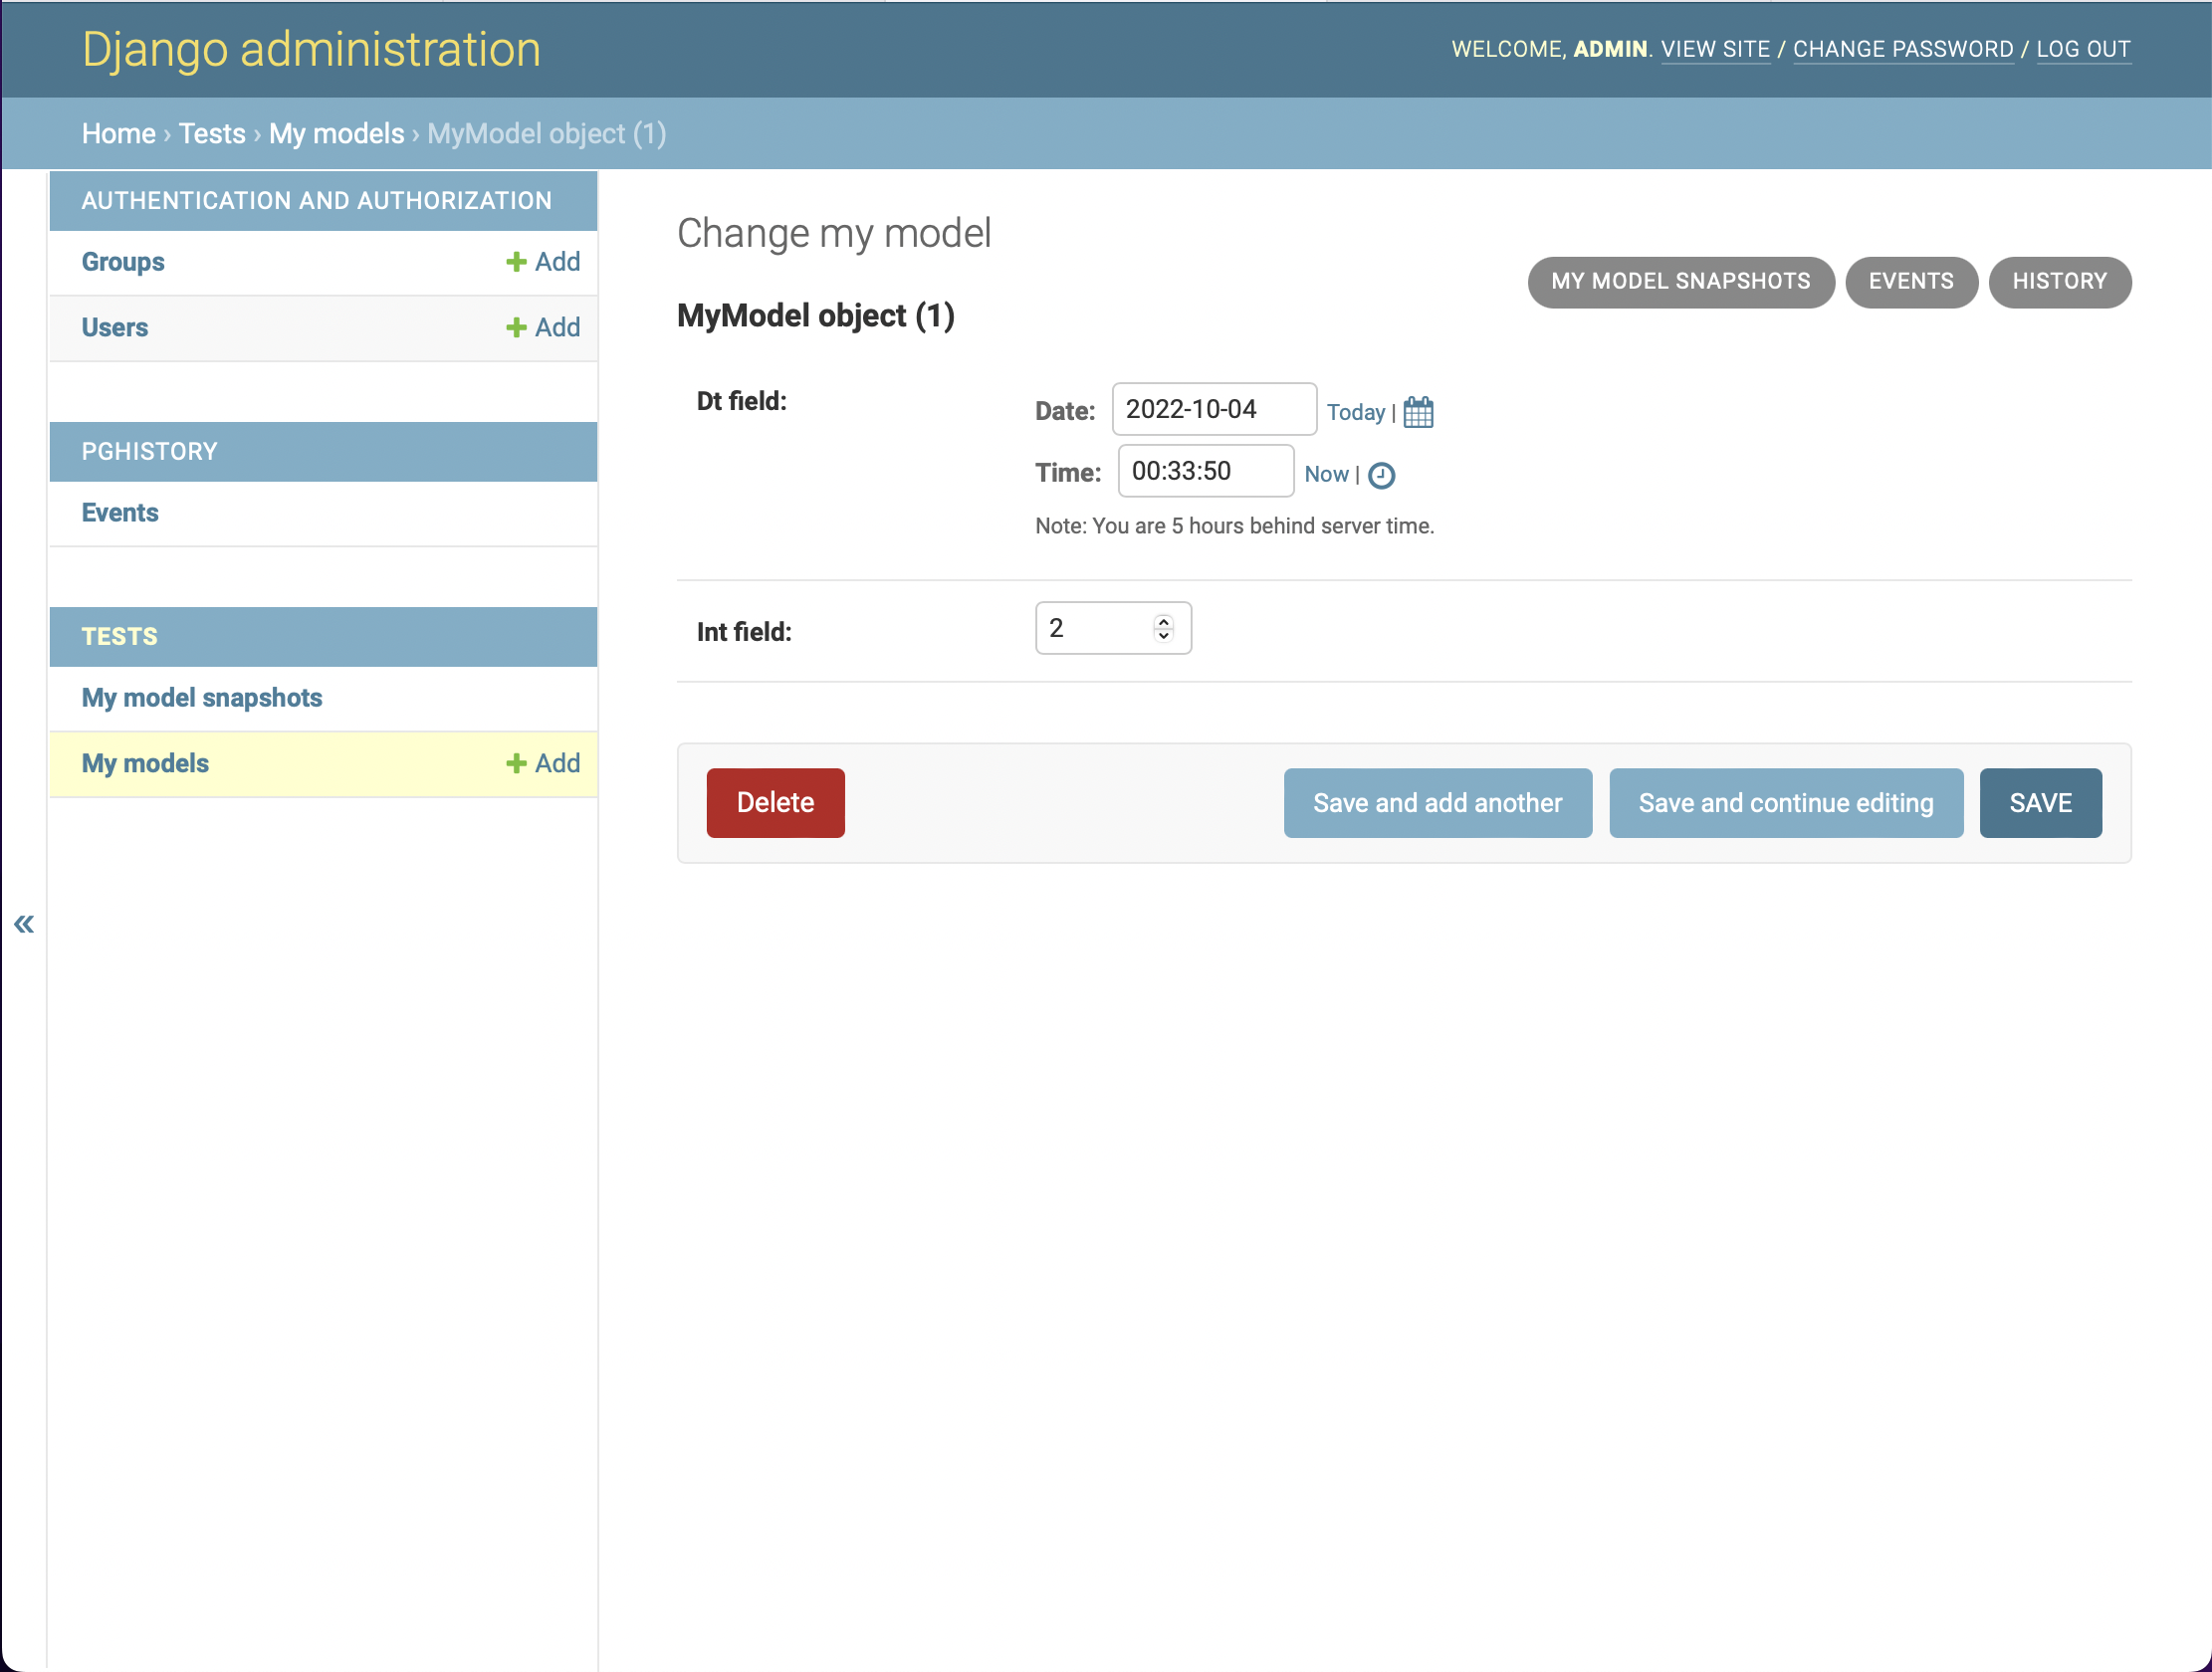 Django administration
WELCOME, ADMIN. VIEW SITE / CHANGE PASSWORD / LOG OUT
Home › Tests › My models › MyModel object (1)
AUTHENTICATION AND AUTHORIZATION
Groups
Add
Users
Add
PGHISTORY
Events
TESTS
My model snapshots
My models
Add
«
Change my model
MY MODEL SNAPSHOTS
EVENTS
HISTORY
MyModel object (1)
Dt field:
Date: 2022-10-04 Today |
Time: 00:33:50 Now |
Note: You are 5 hours behind server time.
Int field: 2
Delete
Save and add another
Save and continue editing
SAVE